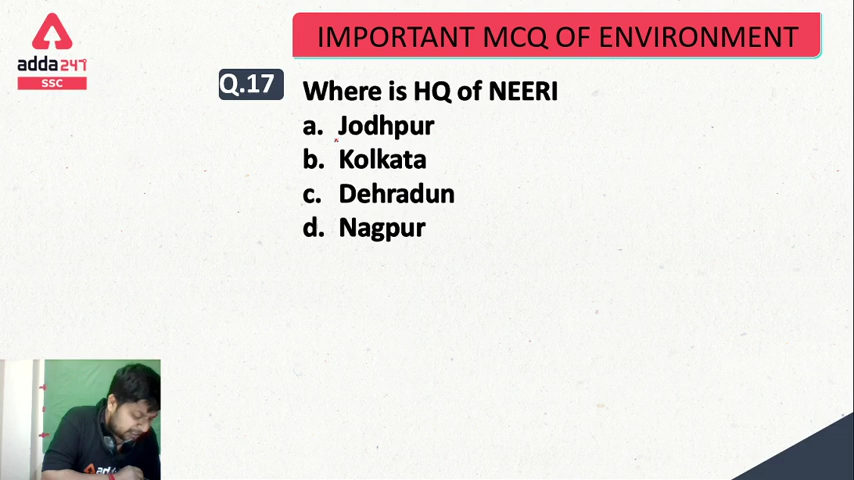 IMPORTANT MCQ OF ENVIRONMENT
adda247
SSC
Q.17 Where is HQ of NEERI
a. Jodhpur
b. Kolkata
c. Dehradun
d. Nagpur